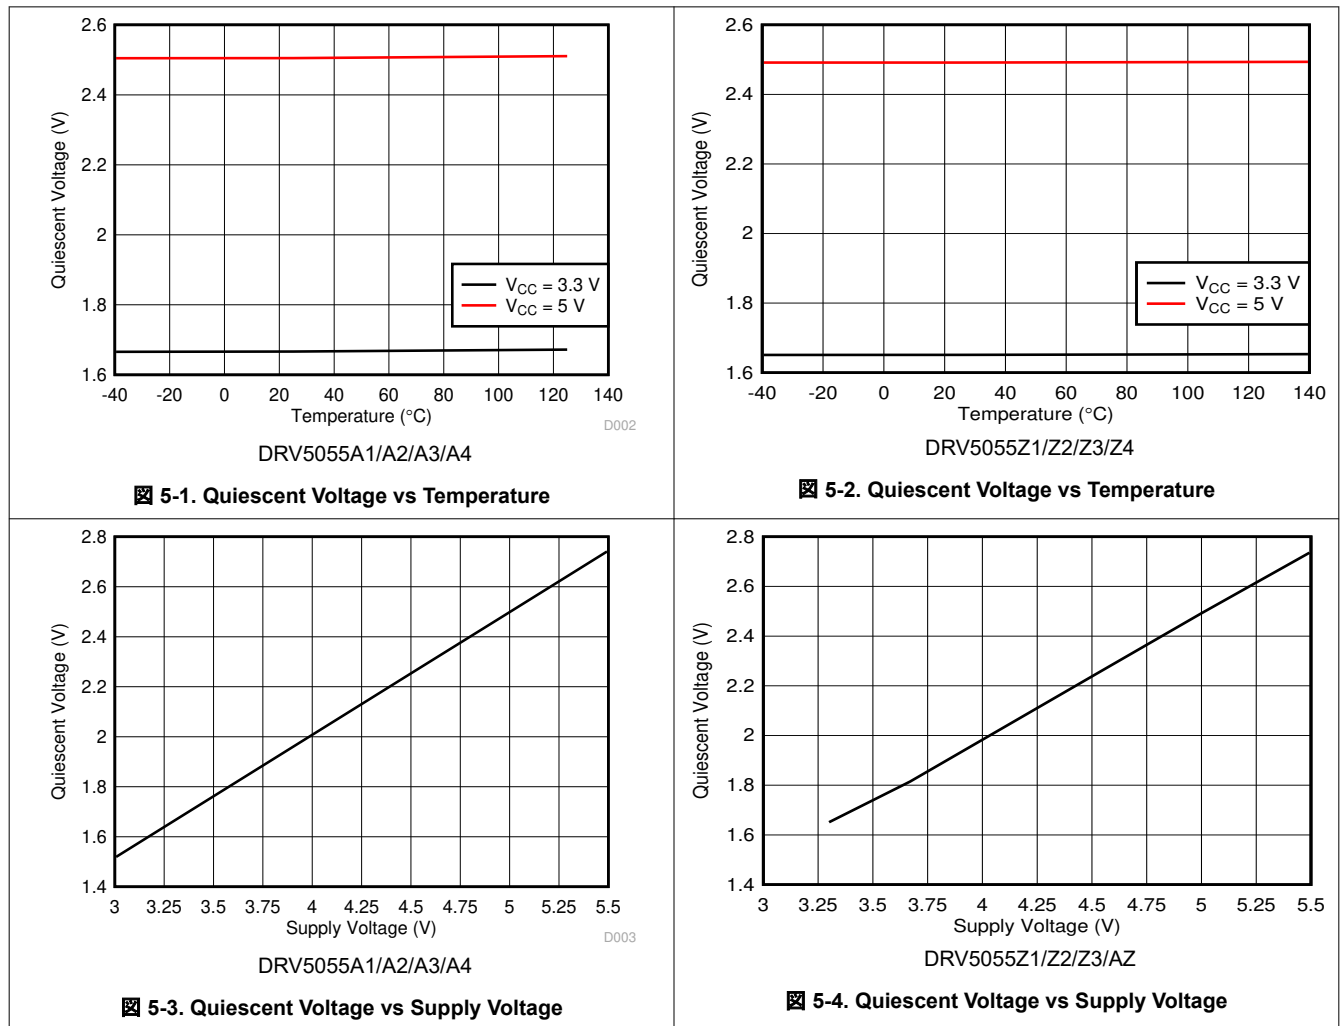 2.6
2.4
2.2
2
1.8
1.6
Quiescent Voltage (V)
VCC = 3.3 V
VCC = 5 V
-40 -20 0 20 40 60 80 100 120 140
Temperature (°C)
D002
DRV5055A1/A2/A3/A4
図 5-1. Quiescent Voltage vs Temperature
2.6
2.4
2.2
2
1.8
1.6
Quiescent Voltage (V)
VCC = 3.3 V
VCC = 5 V
-40 -20 0 20 40 60 80 100 120 140
Temperature (°C)
DRV5055Z1/Z2/Z3/Z4
図 5-2. Quiescent Voltage vs Temperature
2.8
2.6
2.4
2.2
2
1.8
1.6
1.4
Quiescent Voltage (V)
3 3.25 3.5 3.75 4 4.25 4.5 4.75 5 5.25 5.5
Supply Voltage (V)
D003
DRV5055A1/A2/A3/A4
図 5-3. Quiescent Voltage vs Supply Voltage
2.8
2.6
2.4
2.2
2
1.8
1.6
1.4
Quiescent Voltage (V)
3 3.25 3.5 3.75 4 4.25 4.5 4.75 5 5.25 5.5
Supply Voltage (V)
DRV5055Z1/Z2/Z3/AZ
図 5-4. Quiescent Voltage vs Supply Voltage